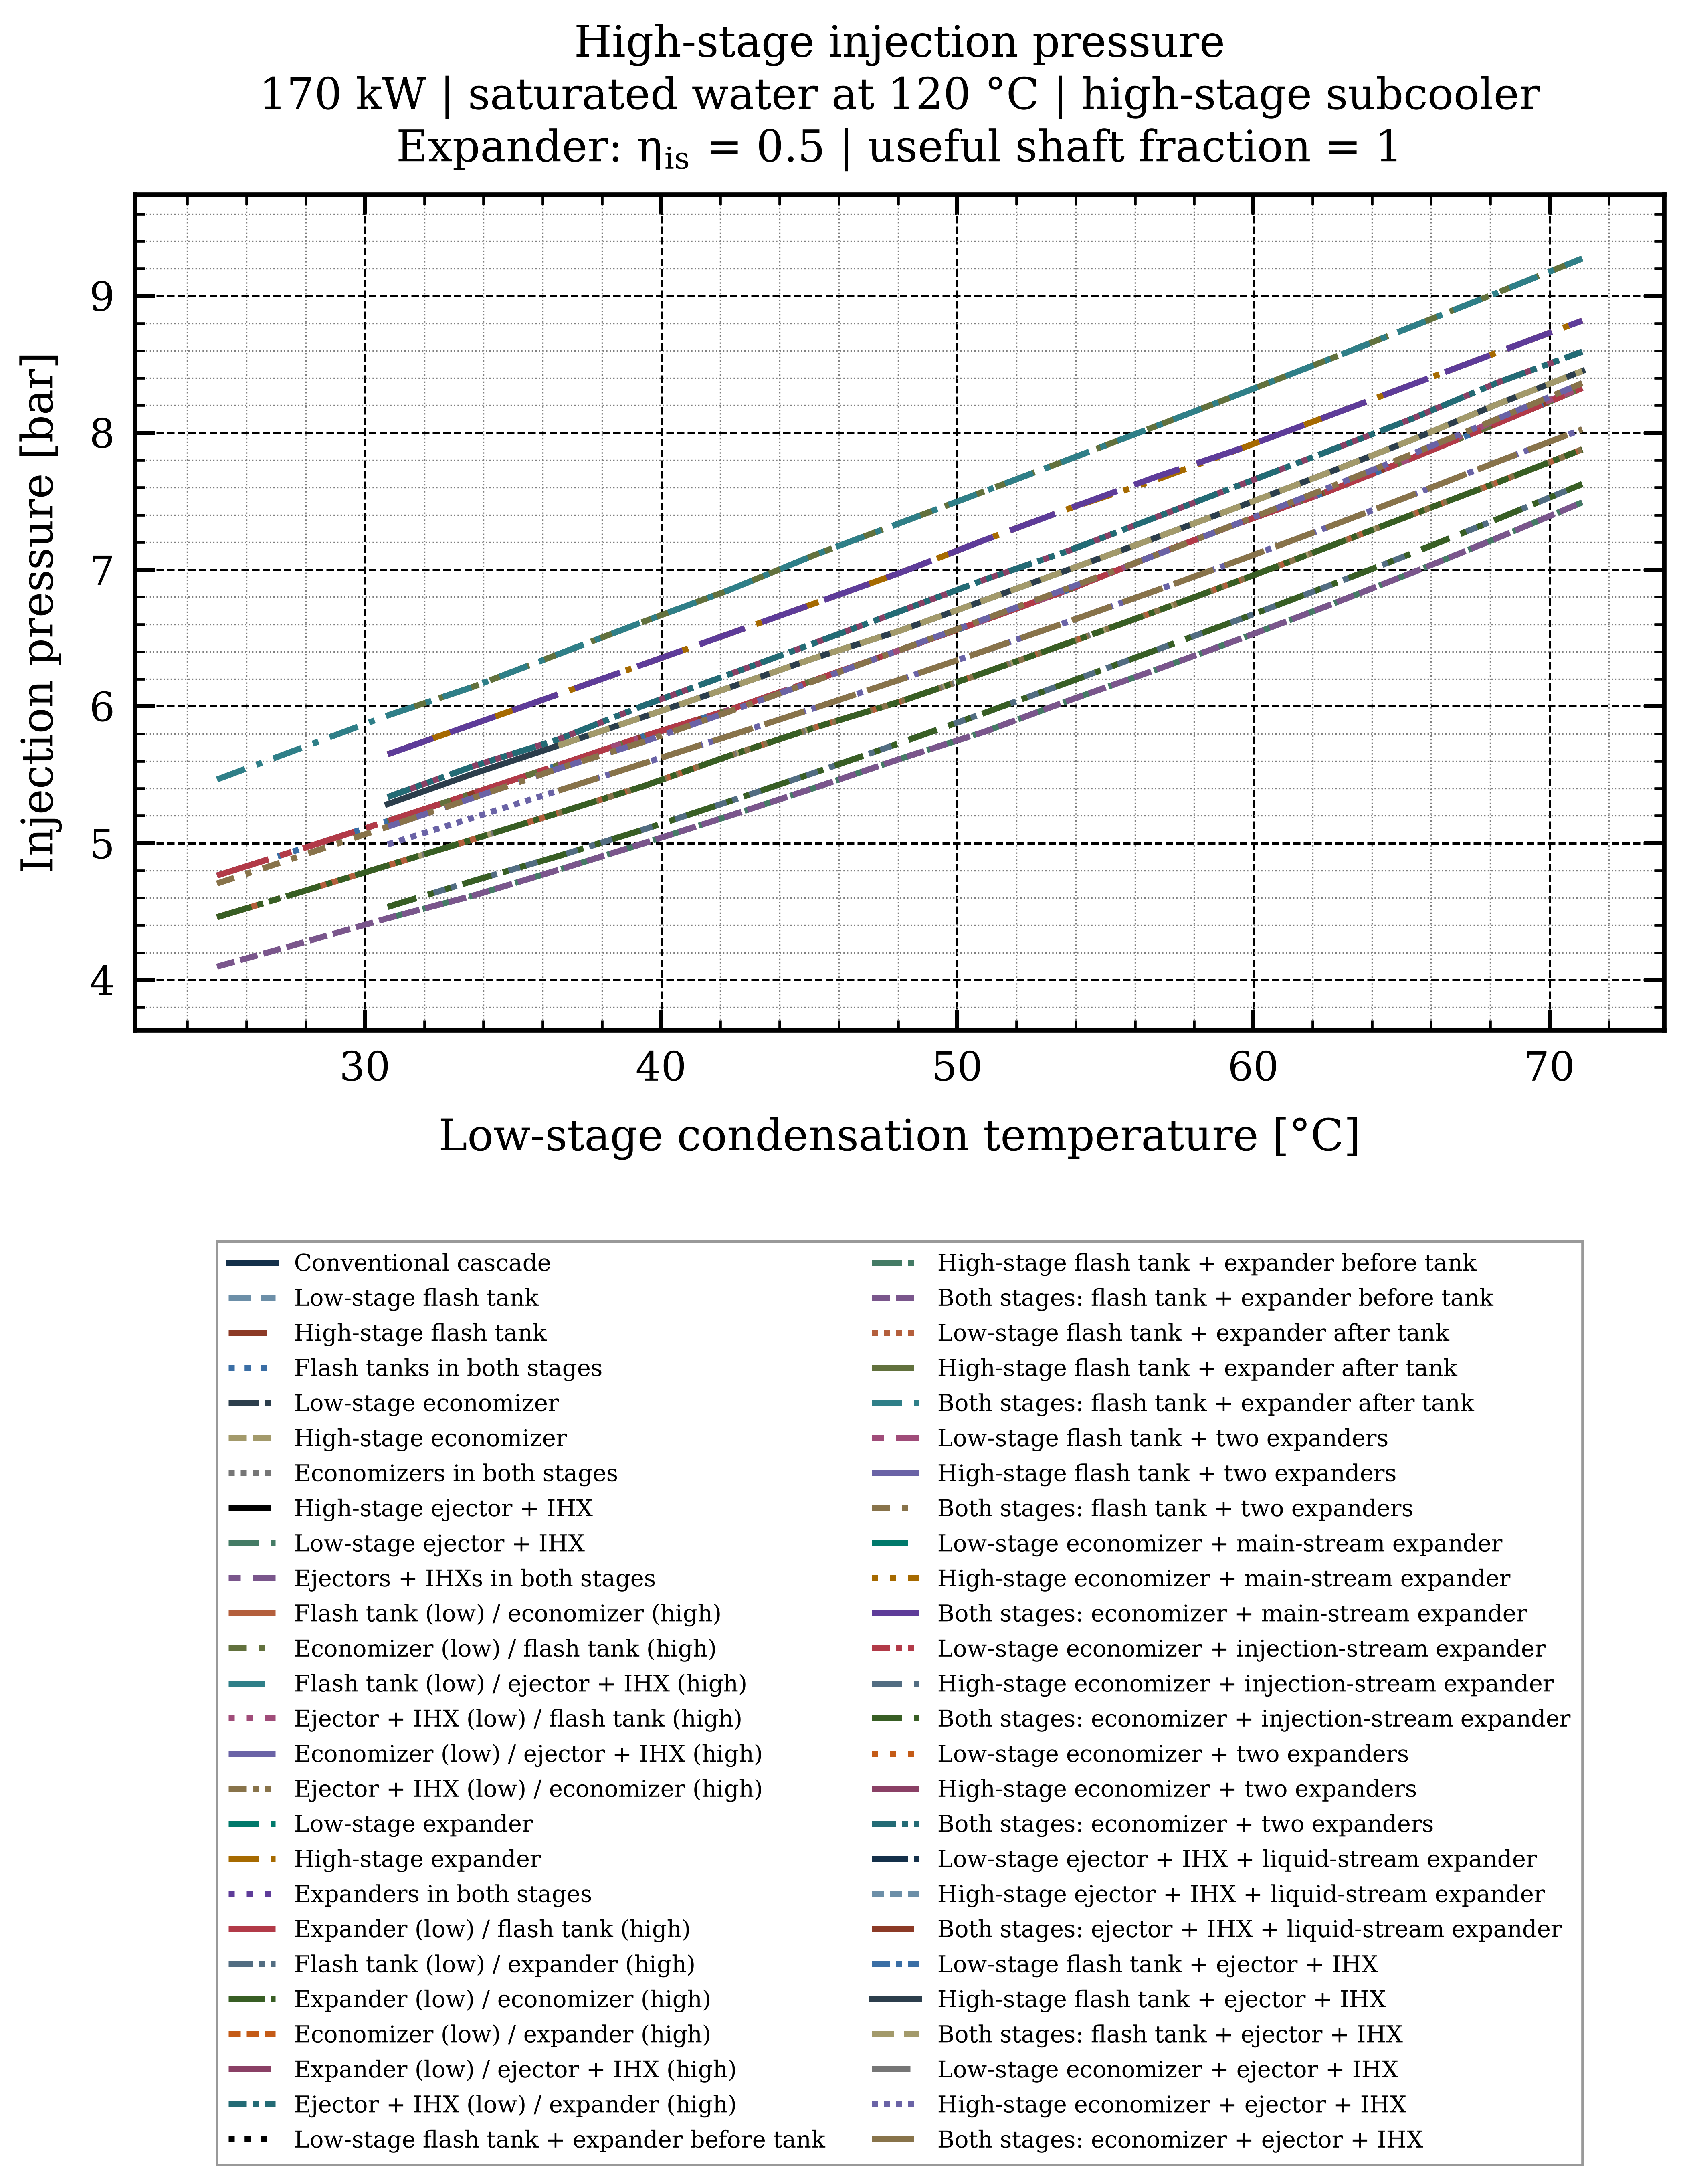 High-stage injection pressure
170 kW | saturated water at 120 °C | high-stage subcooler
Expander: ηis = 0.5 | useful shaft fraction = 1
Injection pressure [bar]
9
8
7
6
5
4
30 40 50 60 70
Low-stage condensation temperature [°C]
Conventional cascade
Low-stage flash tank
High-stage flash tank
Flash tanks in both stages
Low-stage economizer
High-stage economizer
Economizers in both stages
High-stage ejector + IHX
Low-stage ejector + IHX
Ejectors + IHXs in both stages
Flash tank (low) / economizer (high)
Economizer (low) / flash tank (high)
Flash tank (low) / ejector + IHX (high)
Ejector + IHX (low) / flash tank (high)
Economizer (low) / ejector + IHX (high)
Ejector + IHX (low) / economizer (high)
Low-stage expander
High-stage expander
Expanders in both stages
Expander (low) / flash tank (high)
Flash tank (low) / expander (high)
Expander (low) / economizer (high)
Economizer (low) / expander (high)
Expander (low) / ejector + IHX (high)
Ejector + IHX (low) / expander (high)
Low-stage flash tank + expander before tank
High-stage flash tank + expander before tank
Both stages: flash tank + expander before tank
Low-stage flash tank + expander after tank
High-stage flash tank + expander after tank
Both stages: flash tank + expander after tank
Low-stage flash tank + two expanders
High-stage flash tank + two expanders
Both stages: flash tank + two expanders
Low-stage economizer + main-stream expander
High-stage economizer + main-stream expander
Both stages: economizer + main-stream expander
Low-stage economizer + injection-stream expander
High-stage economizer + injection-stream expander
Both stages: economizer + injection-stream expander
Low-stage economizer + two expanders
High-stage economizer + two expanders
Both stages: economizer + two expanders
Low-stage ejector + IHX + liquid-stream expander
High-stage ejector + IHX + liquid-stream expander
Both stages: ejector + IHX + liquid-stream expander
Low-stage flash tank + ejector + IHX
High-stage flash tank + ejector + IHX
Both stages: flash tank + ejector + IHX
Low-stage economizer + ejector + IHX
High-stage economizer + ejector + IHX
Both stages: economizer + ejector + IHX